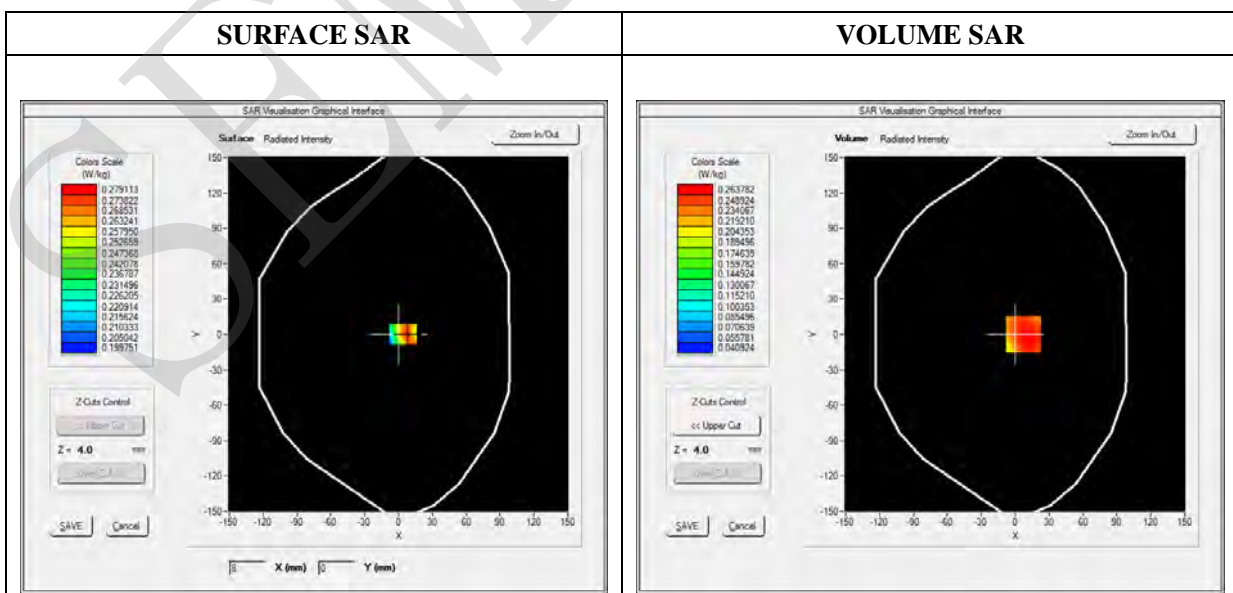 SURFACE SAR
VOLUME SAR
SAR Visualisation Graphical Interface
Surface Radiated Intensity
Zoom In/Out
Colors Scale
(W/kg)
0.279113
0.273822
0.268531
0.263241
0.257950
0.252659
0.247368
0.242078
0.236787
0.231496
0.226205
0.220914
0.215624
0.210333
0.205042
0.199751
150
120
90
60
30
0
-30
-60
-90
-120
-150
Y
-150 -120 -90 -60 -30 0 30 60 90 120 150
X
Z-Cuts Control
<< Upper Cut
Z = 4.0 mm
SAVE Cancel
8 X (mm) 0 Y (mm)
SAR Visualisation Graphical Interface
Volume Radiated Intensity
Zoom In/Out
Colors Scale
(W/kg)
0.263782
0.248924
0.234067
0.219210
0.204353
0.189496
0.174639
0.159782
0.144924
0.130067
0.115210
0.100353
0.085496
0.070639
0.055781
0.040924
150
120
90
60
30
0
-30
-60
-90
-120
-150
Y
-150 -120 -90 -60 -30 0 30 60 90 120 150
X
Z-Cuts Control
<< Upper Cut
Z = 4.0 mm
SAVE Cancel